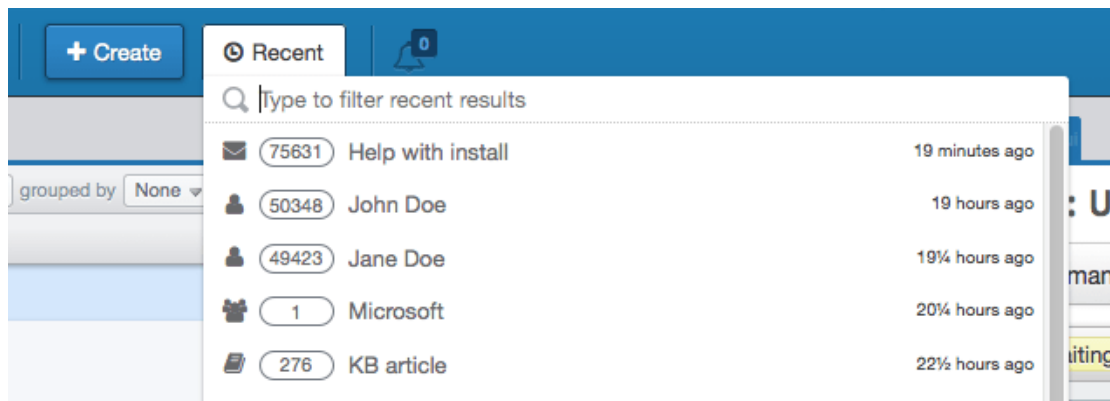 + Create
Recent
0
Type to filter recent results
75631 Help with install 19 minutes ago
grouped by None
50348 John Doe 19 hours ago
: U
49423 Jane Doe 19¼ hours ago
man
1 Microsoft 20¼ hours ago
276 KB article 22½ hours ago
aiting